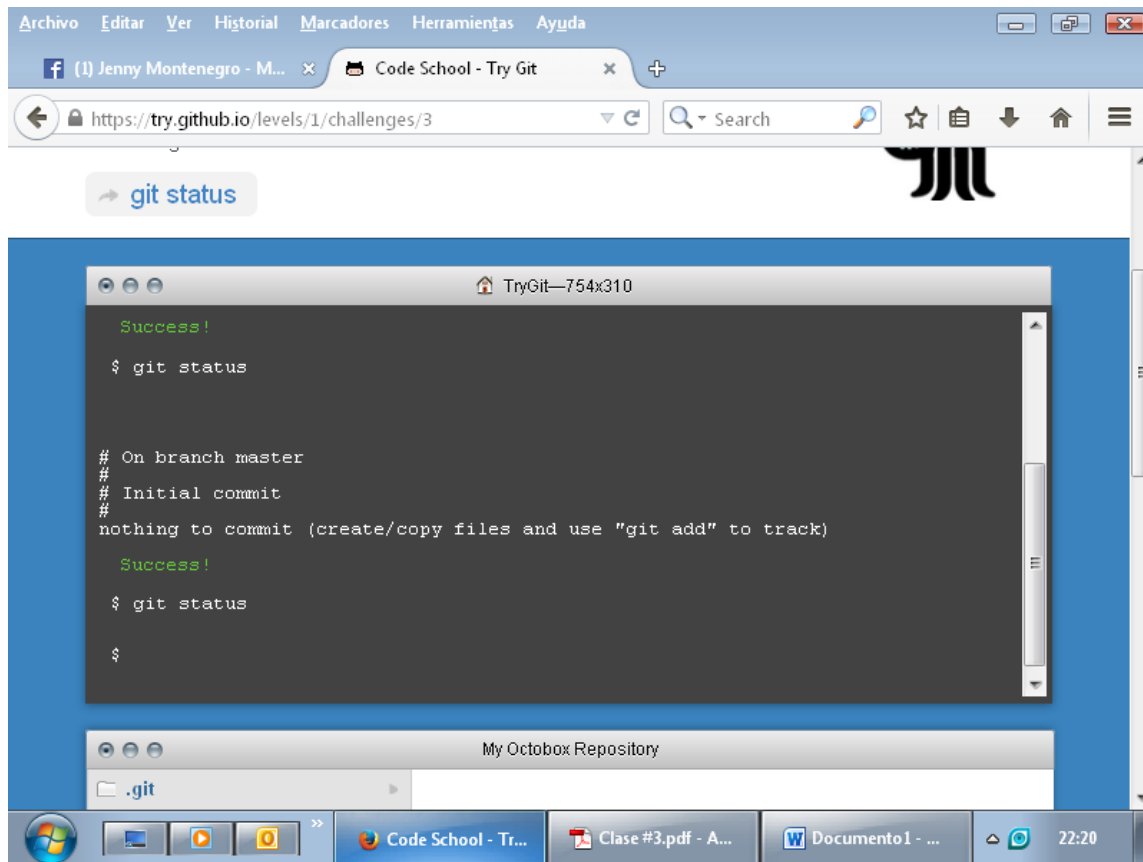 Archivo Editar Ver Historial Marcadores Herramientas Ayuda
(1) Jenny Montenegro - M... Code School - Try Git
https://try.github.io/levels/1/challenges/3 Search
git status
TryGit—754x310
Success!
$ git status
# On branch master
#
# Initial commit
#
nothing to commit (create/copy files and use "git add" to track)
Success!
$ git status
$
My Octobox Repository
.git
Code School - Tr... Clase #3.pdf - A... Documento1 - ... 22:20